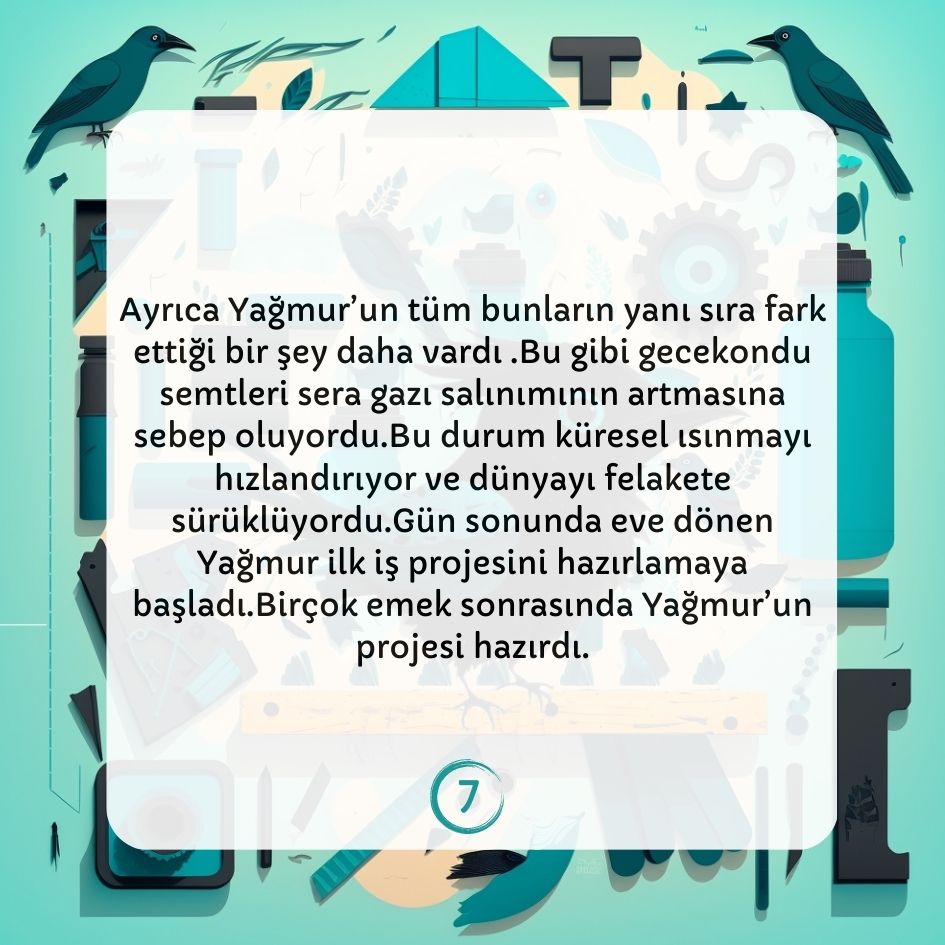 Ayrıca Yağmur’un tüm bunların yanı sıra fark
ettiği bir şey daha vardı .Bu gibi gecekondu
semtleri sera gazı salınımının artmasına
sebep oluyordu.Bu durum küresel ısınmayı
hızlandırıyor ve dünyayı felakete
sürüklüyordu.Gün sonunda eve dönen
Yağmur ilk iş projesini hazırlamaya
başladı.Birçok emek sonrasında Yağmur’un
projesi hazırdı.
7